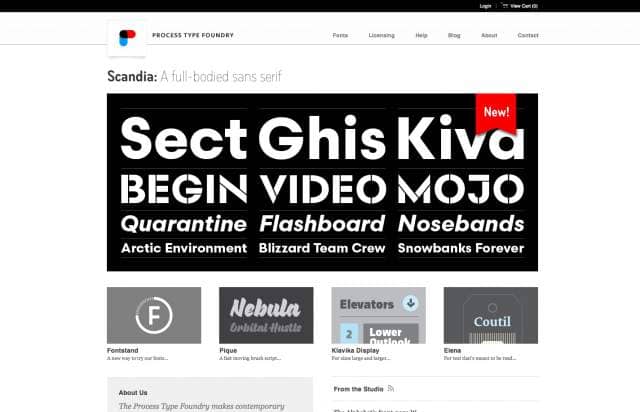 Login View Cart (0)
PROCESS TYPE FOUNDRY Fonts Licensing Help Blog About Contact
Scandia: A full-bodied sans serif
New!
Sect Ghis Kiva
BEGIN VIDEO MOJO
Quarantine Flashboard Nosebands
Arctic Environment Blizzard Team Crew Snowbanks Forever
F
Nebula
Orbital Hustle
Elevators
2 Lower
Outlook
Coutil
Fontstand
A new way to try our fonts...
Pique
A fast moving brush script...
Klavika Display
For sizes large and larger...
Elena
For text that's meant to be read...
About Us
The Process Type Foundry makes contemporary
From the Studio